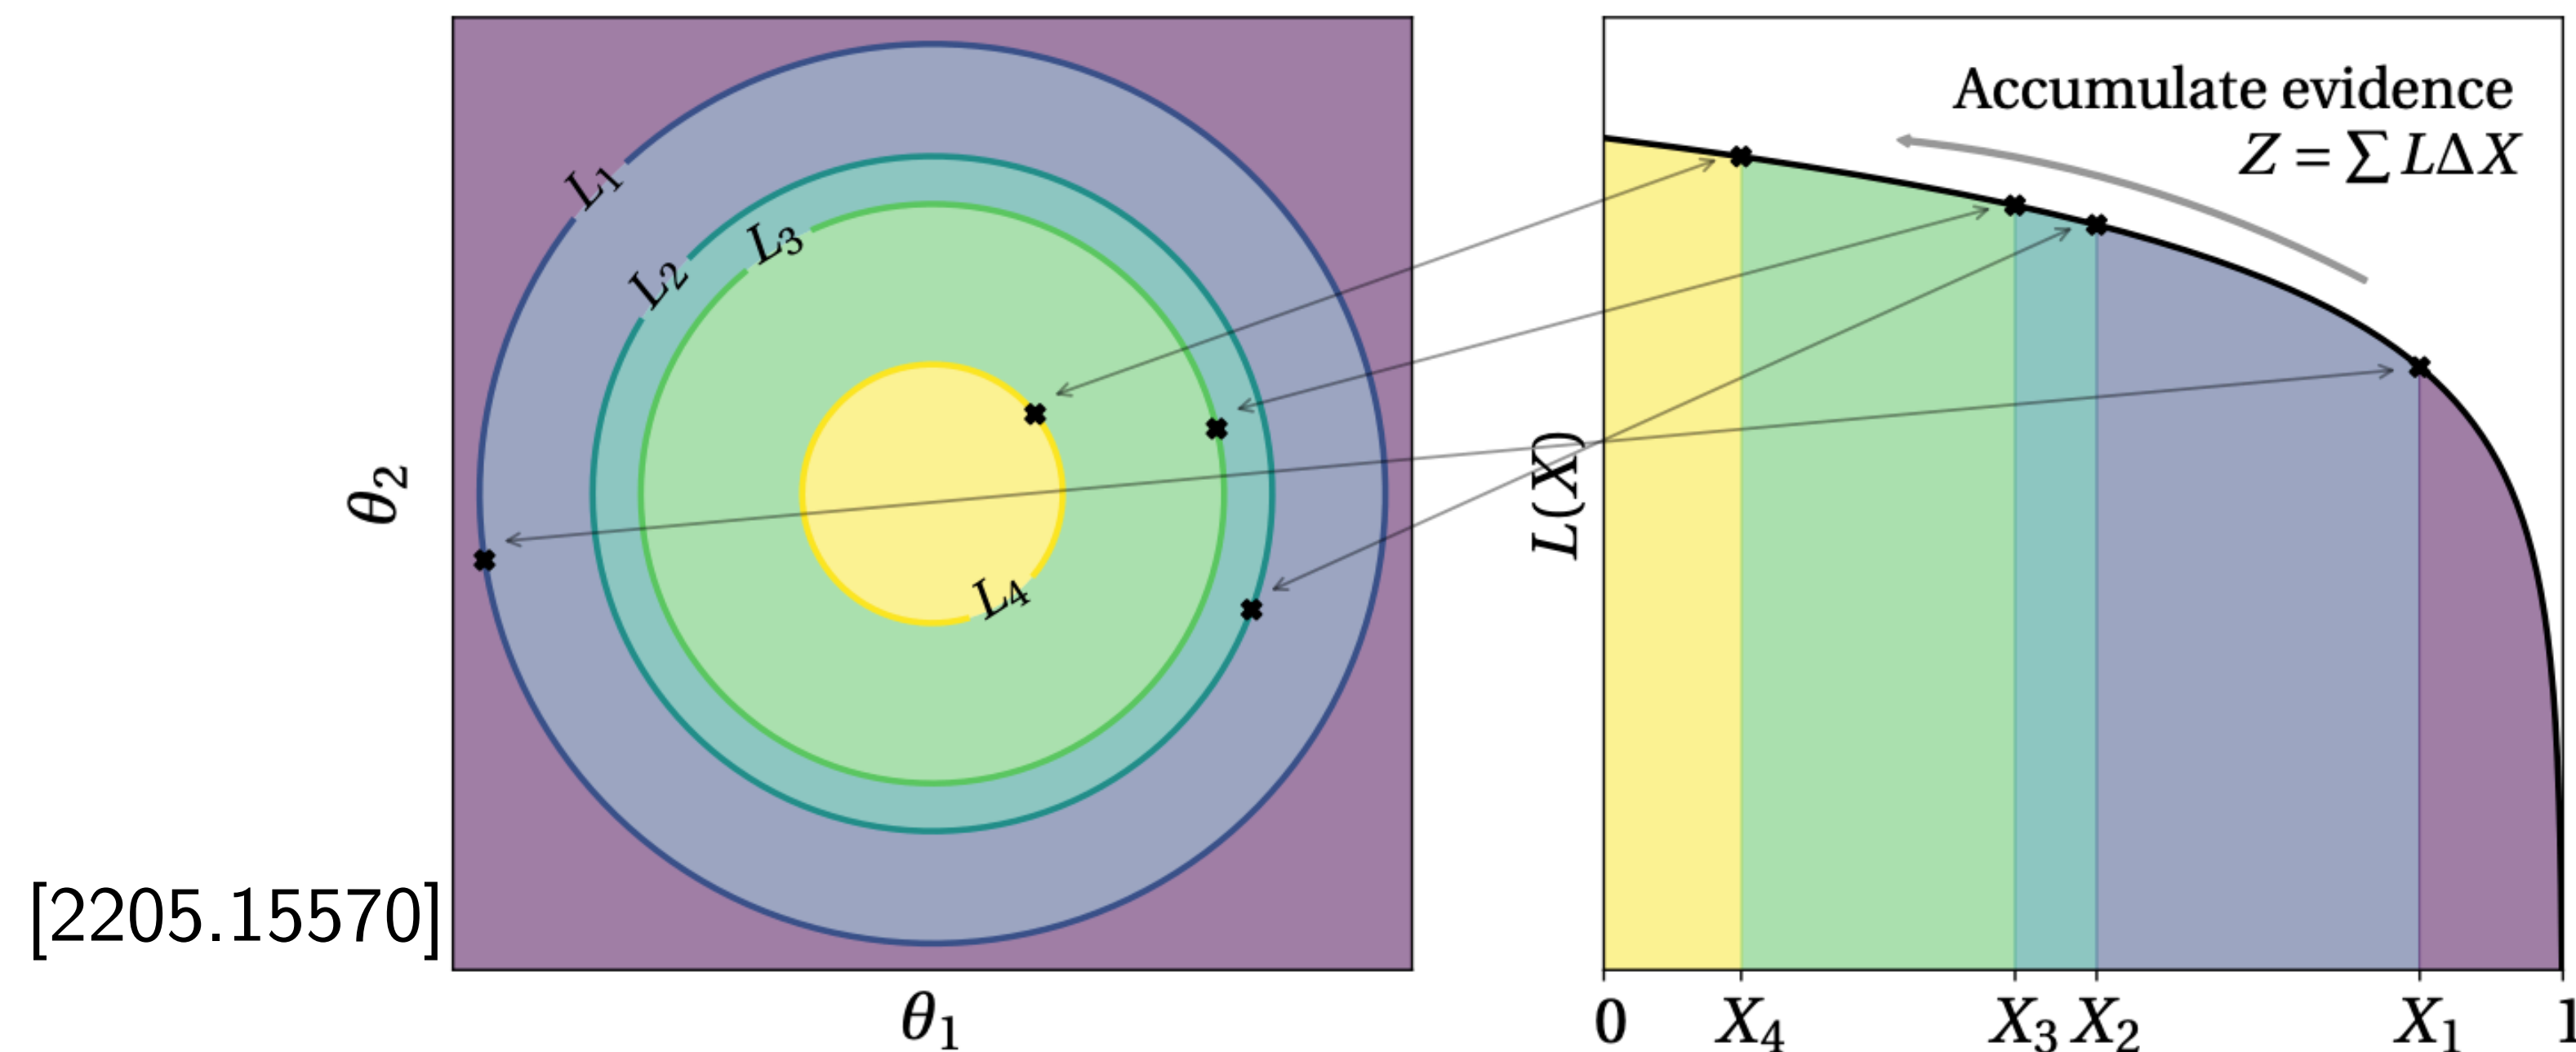 L₁
L₂
L₃
L₄
θ₂
θ₁
[2205.15570]
Accumulate evidence
Z = ∑ LΔX
L(X)
0 X₄ X₃ X₂ X₁ 1